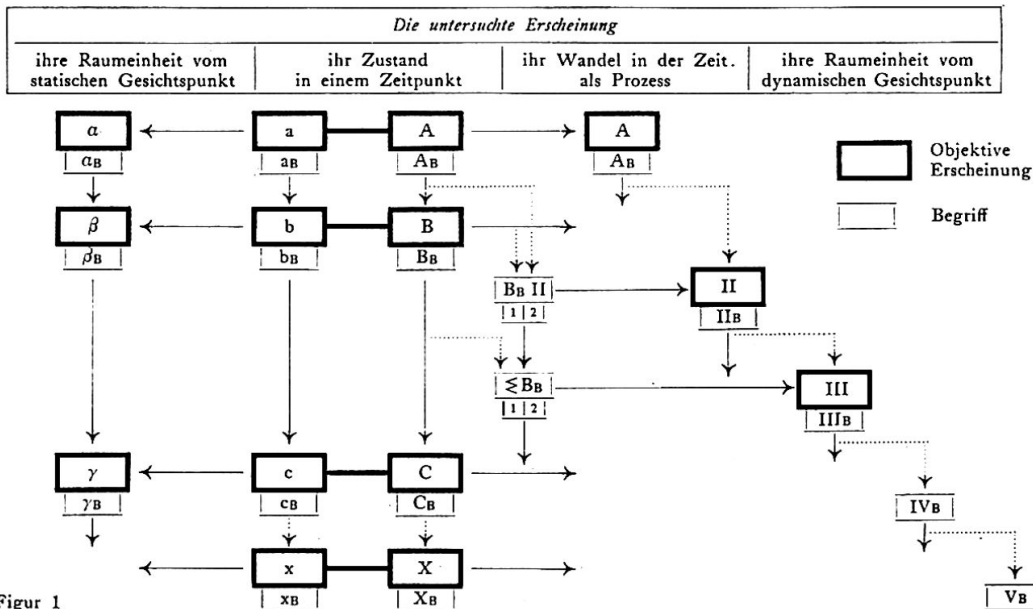 Die untersuchte Erscheinung
ihre Raumeinheit vom
statischen Gesichtspunkt
ihr Zustand
in einem Zeitpunkt
ihr Wandel in der Zeit.
als Prozess
ihre Raumeinheit vom
dynamischen Gesichtspunkt
α a A A
αB aB AB AB
Objektive
Erscheinung
β b B
Begriff
βB bB BB
BB II II
1 2 IIB
≶ BB III
1 2 IIIB
γ c C
γB cB CB IVB
x X
xB XB VB
Figur 1